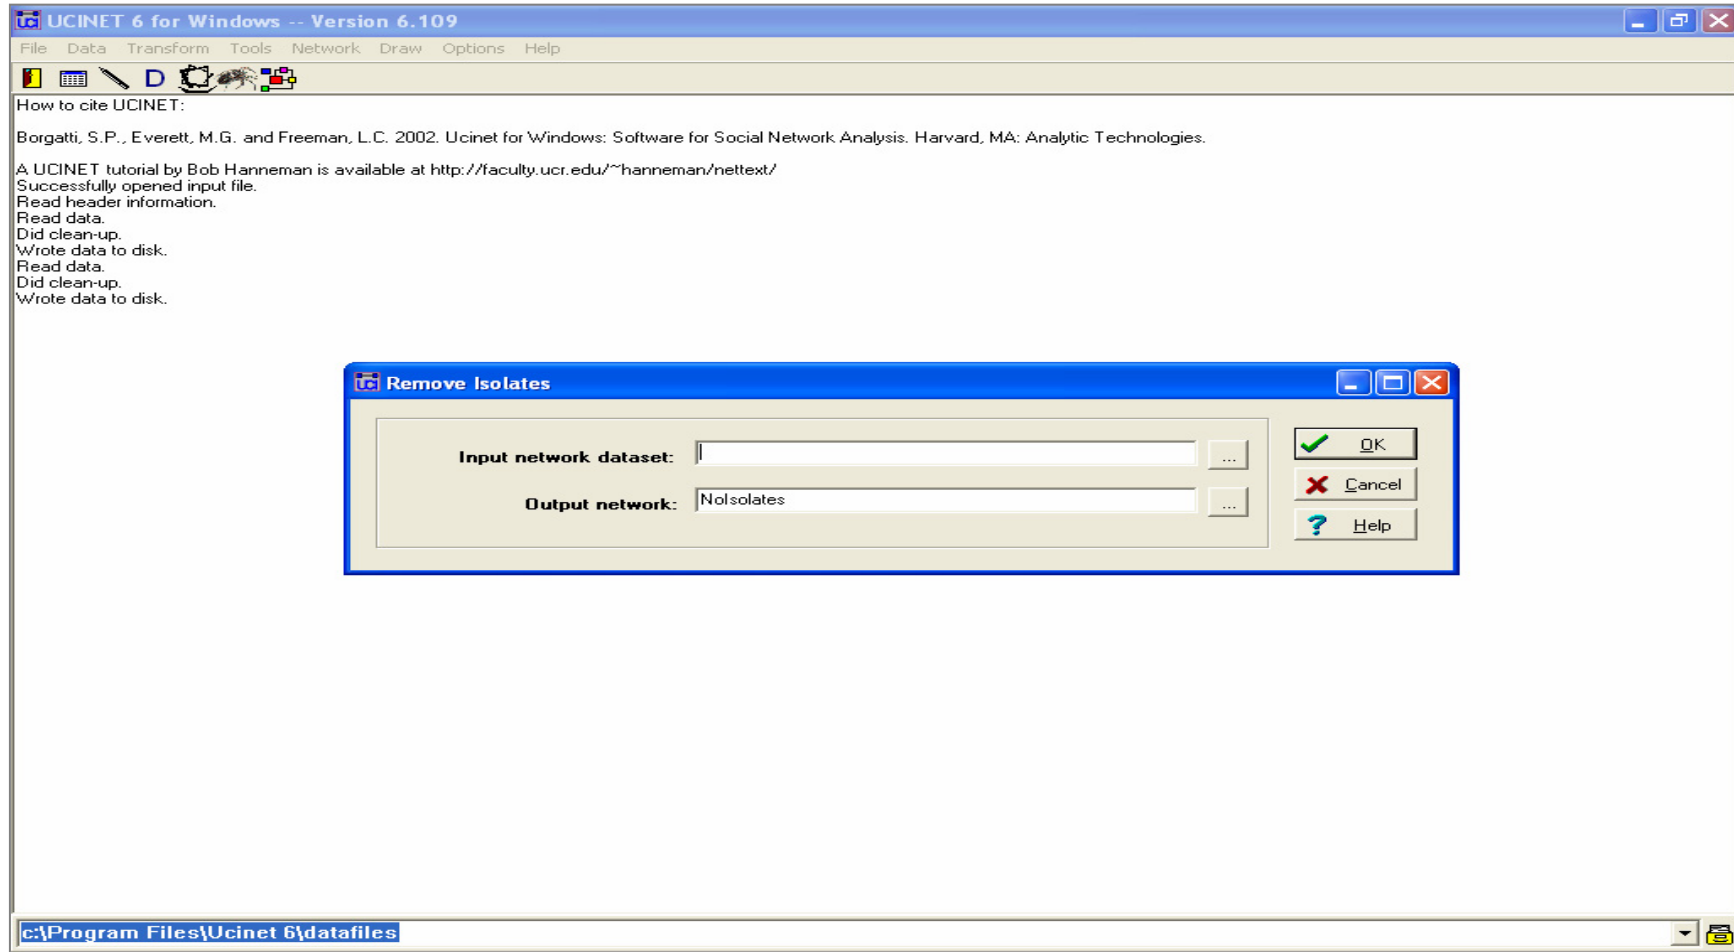 UCINET 6 for Windows -- Version 6.109
File Data Transform Tools Network Draw Options Help
D
How to cite UCINET:
Borgatti, S.P., Everett, M.G. and Freeman, L.C. 2002. Ucinet for Windows: Software for Social Network Analysis. Harvard, MA: Analytic Technologies.
A UCINET tutorial by Bob Hanneman is available at http://faculty.ucr.edu/~hanneman/nettext/
Successfully opened input file.
Read header information.
Read data.
Did clean-up.
Wrote data to disk.
Read data.
Did clean-up.
Wrote data to disk.
uci Remove Isolates
Input network dataset: ...
OK
Output network: NoIsolates ...
Cancel
? Help
c:\Program Files\Ucinet 6\datafiles